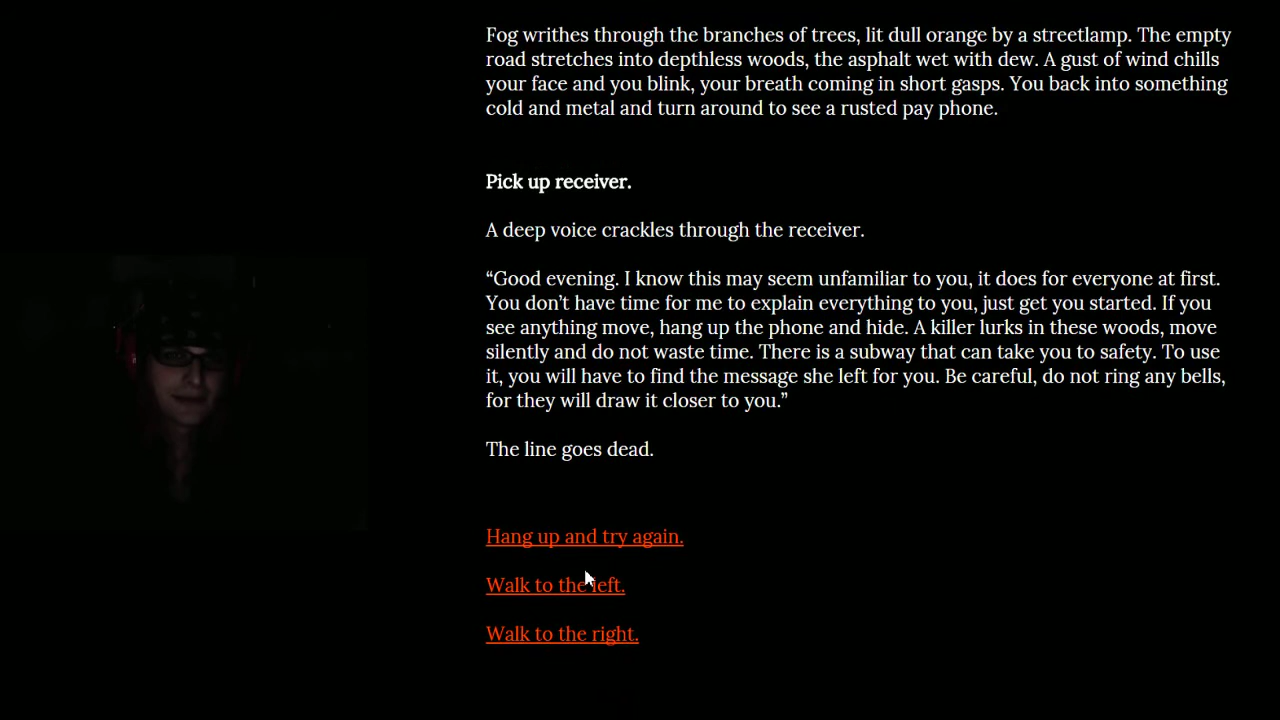 Fog writhes through the branches of trees, lit dull orange by a streetlamp. The empty
road stretches into depthless woods, the asphalt wet with dew. A gust of wind chills
your face and you blink, your breath coming in short gasps. You back into something
cold and metal and turn around to see a rusted pay phone.
Pick up receiver.
A deep voice crackles through the receiver.
“Good evening. I know this may seem unfamiliar to you, it does for everyone at first.
You don’t have time for me to explain everything to you, just get you started. If you
see anything move, hang up the phone and hide. A killer lurks in these woods, move
silently and do not waste time. There is a subway that can take you to safety. To use
it, you will have to find the message she left for you. Be careful, do not ring any bells,
for they will draw it closer to you.”
The line goes dead.
Hang up and try again.
Walk to the left.
Walk to the right.